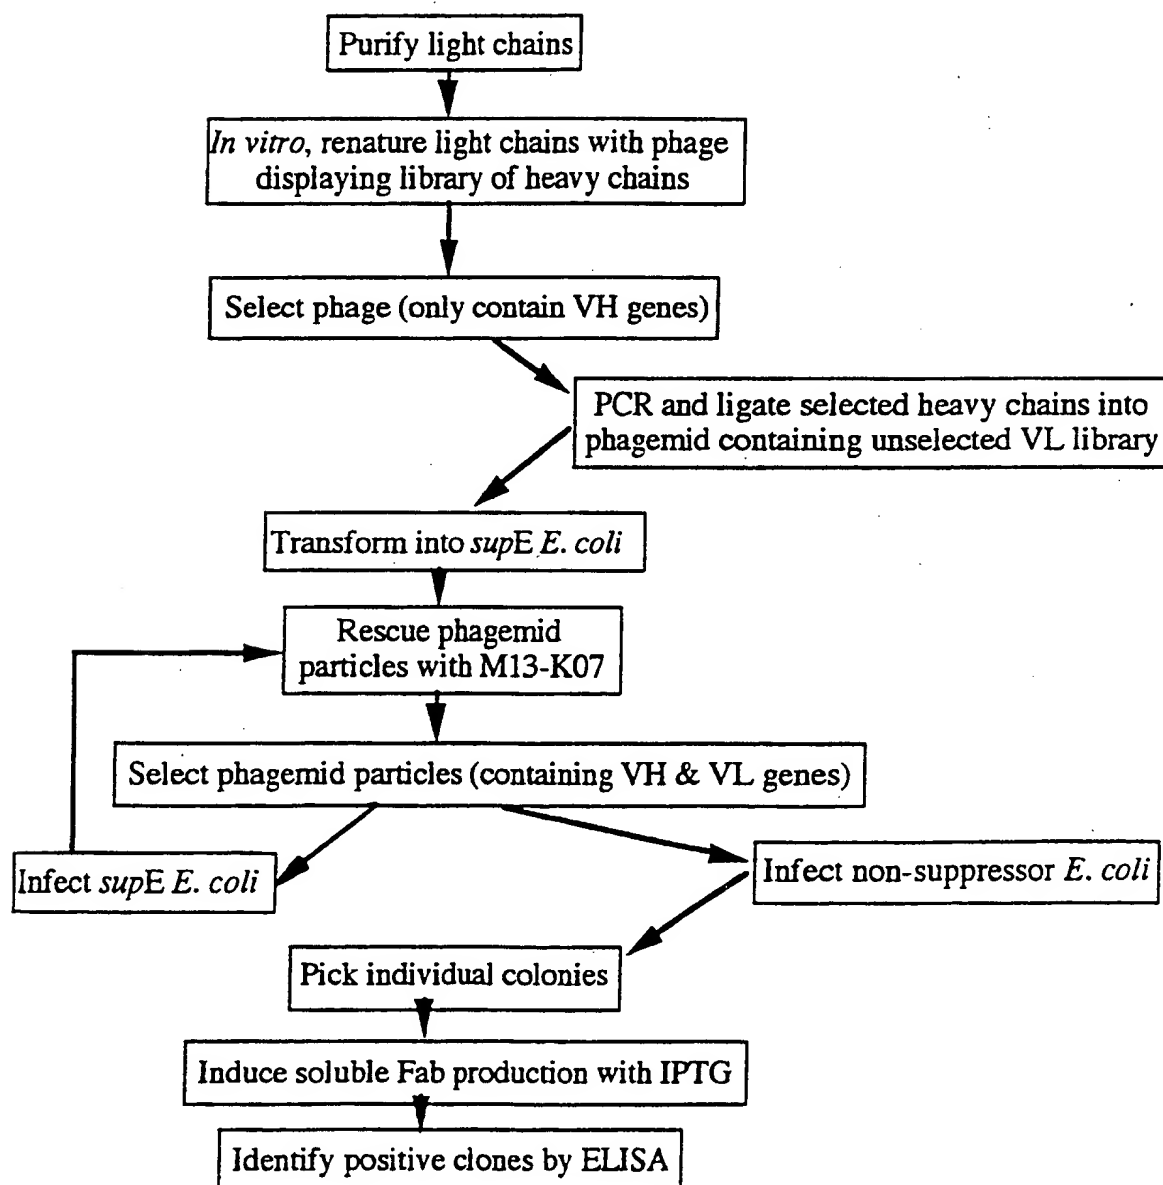 Purify light chains
In vitro, renature light chains with phage
displaying library of heavy chains
Select phage (only contain VH genes)
PCR and ligate selected heavy chains into
phagemid containing unselected VL library
Transform into supE E. coli
Rescue phagemid
particles with M13-K07
Select phagemid particles (containing VH & VL genes)
Infect supE E. coli
Infect non-suppressor E. coli
Pick individual colonies
Induce soluble Fab production with IPTG
Identify positive clones by ELISA